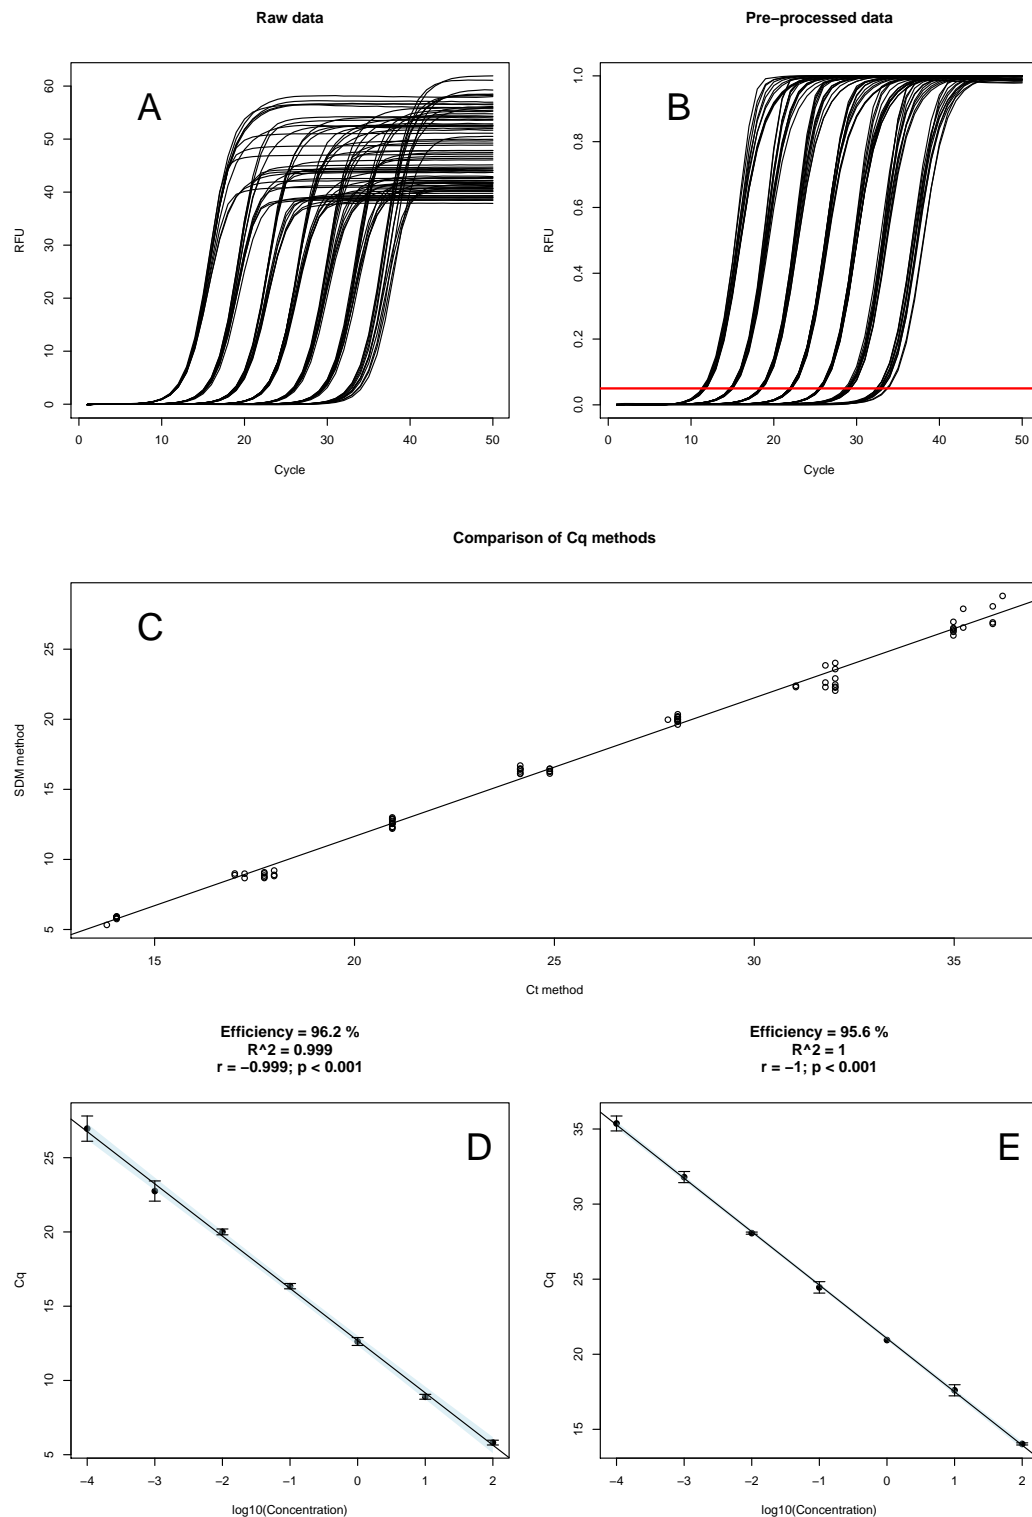 Raw data
A
60
50
40
30
20
10
0
RFU
0 10 20 30 40 50
Cycle
Pre−processed data
B
1.0
0.8
0.6
0.4
0.2
0.0
RFU
0 10 20 30 40 50
Cycle
Comparison of Cq methods
C
25
20
15
10
5
SDM method
15 20 25 30 35
Ct method
Efficiency = 96.2 %
R^2 = 0.999
r = −0.999; p < 0.001
D
25
20
15
10
5
Cq
−4 −3 −2 −1 0 1 2
log10(Concentration)
Efficiency = 95.6 %
R^2 = 1
r = −1; p < 0.001
E
35
30
25
20
15
Cq
−4 −3 −2 −1 0 1 2
log10(Concentration)